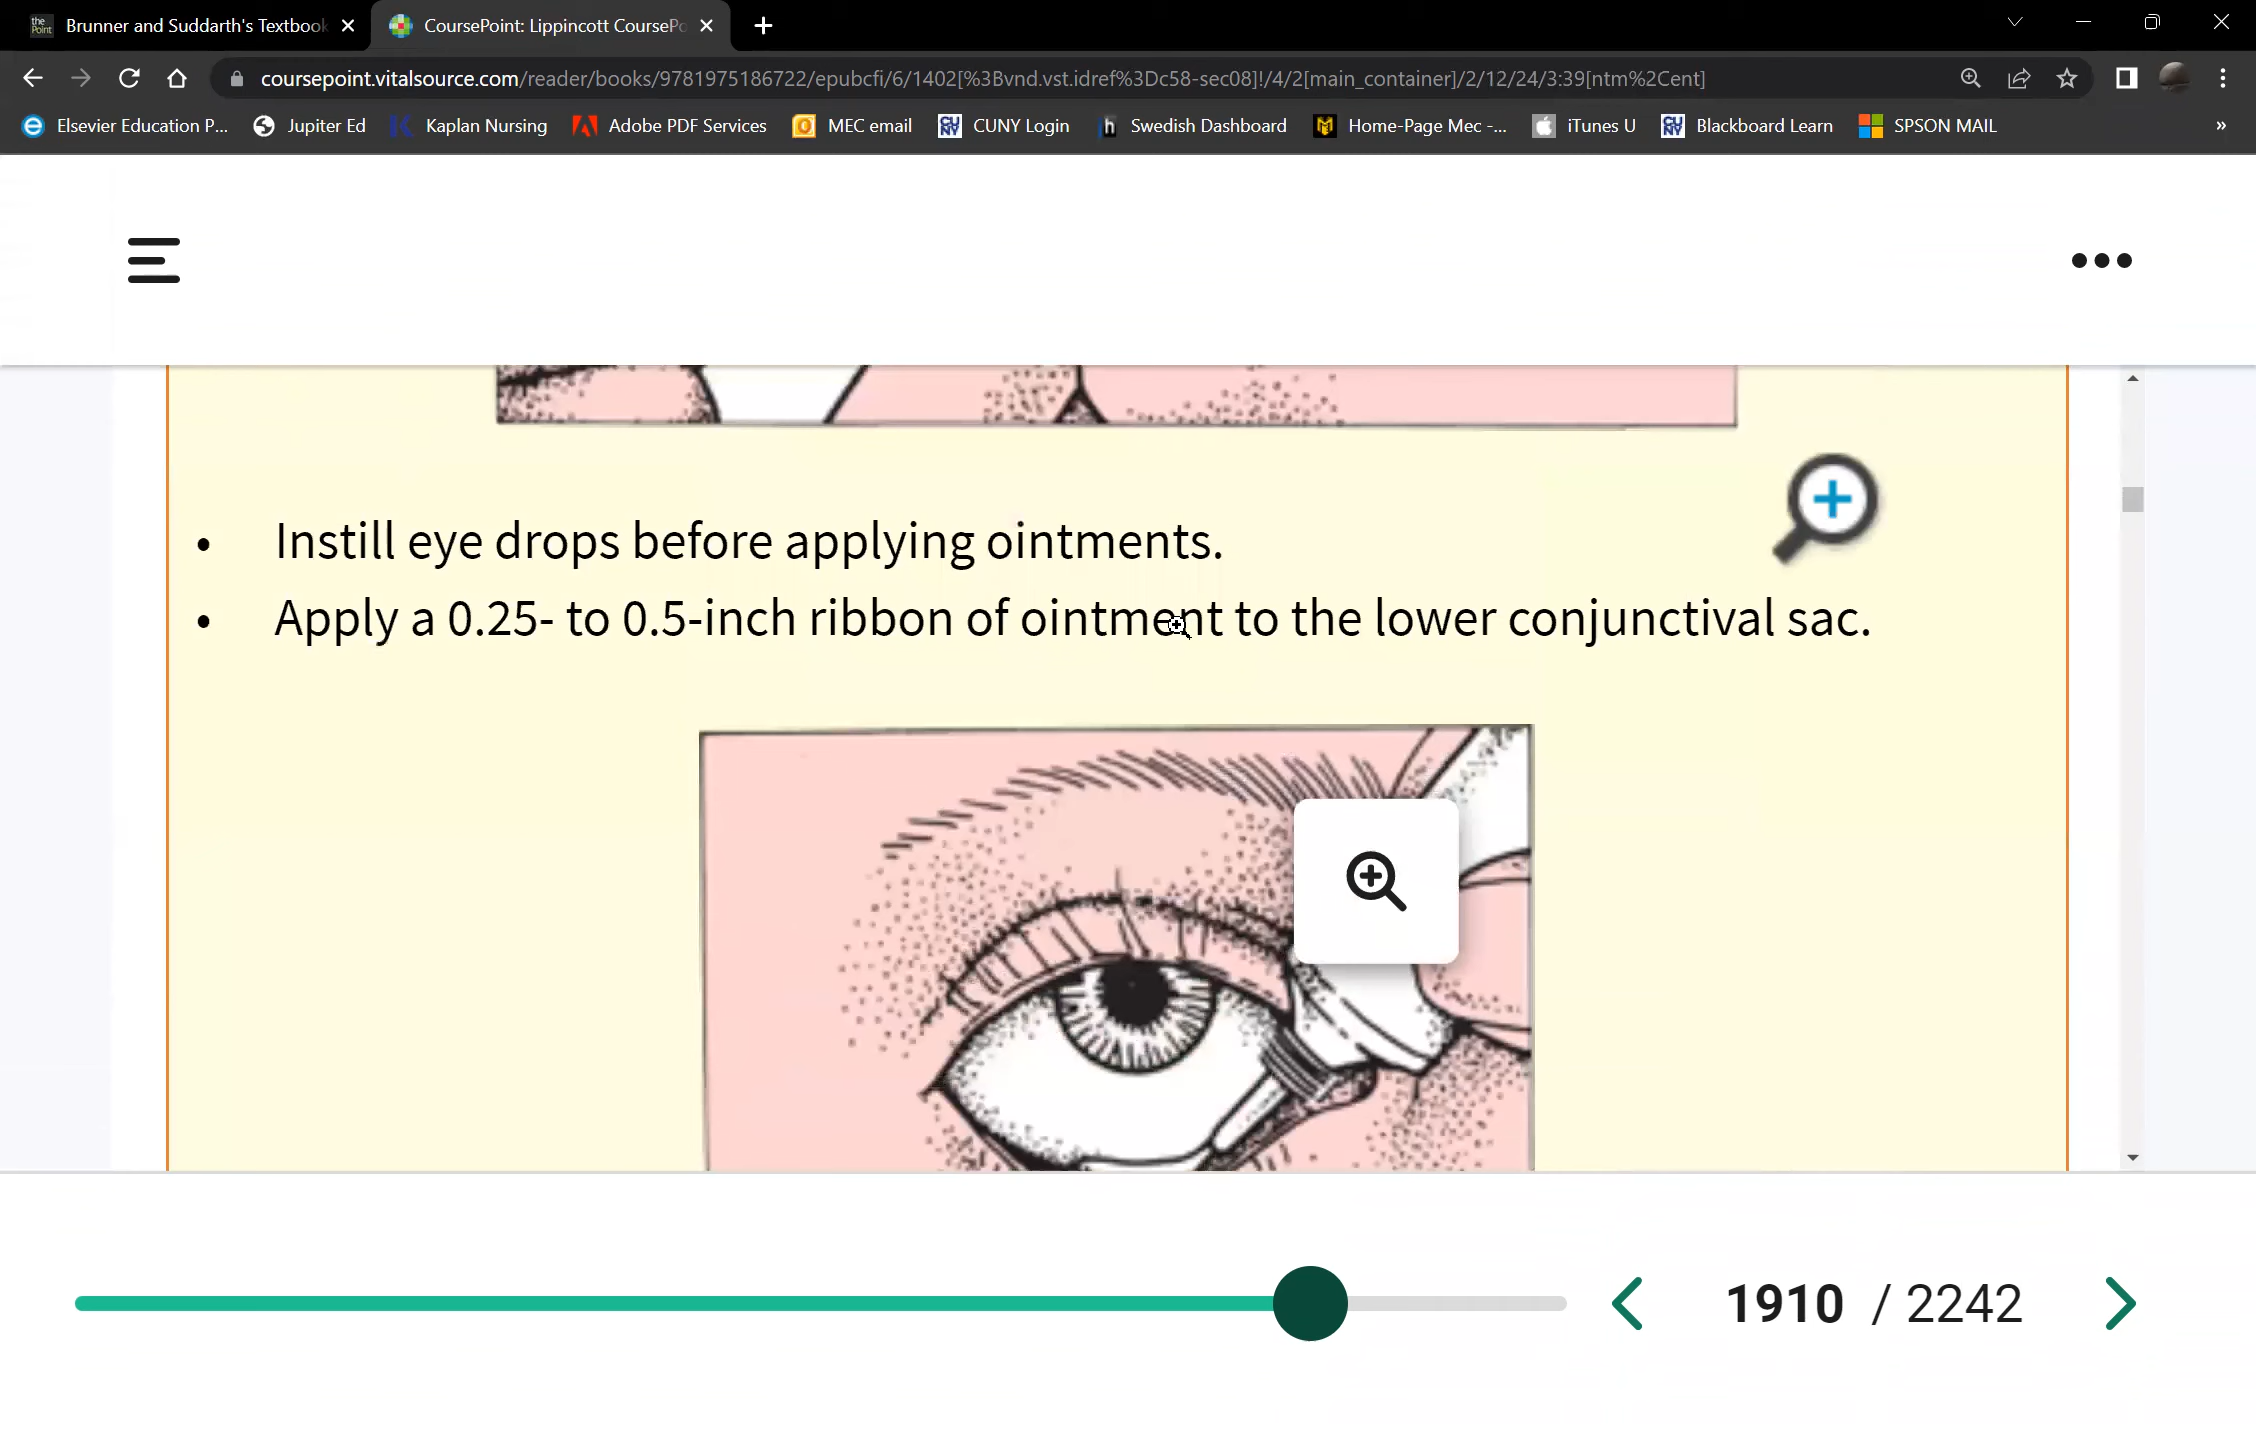 the Point
Brunner and Suddarth's Textbook
CoursePoint: Lippincott CoursePo
coursepoint.vitalsource.com/reader/books/9781975186722/epubcfi/6/1402[%3Bvnd.vst.idref%3Dc58-sec08]!/4/2[main_container]/2/12/24/3:39[ntm%2Cent]
Elsevier Education P... Jupiter Ed Kaplan Nursing Adobe PDF Services MEC email CUNY Login Swedish Dashboard Home-Page Mec -... iTunes U Blackboard Learn SPSON MAIL »
• Instill eye drops before applying ointments.
• Apply a 0.25- to 0.5-inch ribbon of ointment to the lower conjunctival sac.
1910 / 2242